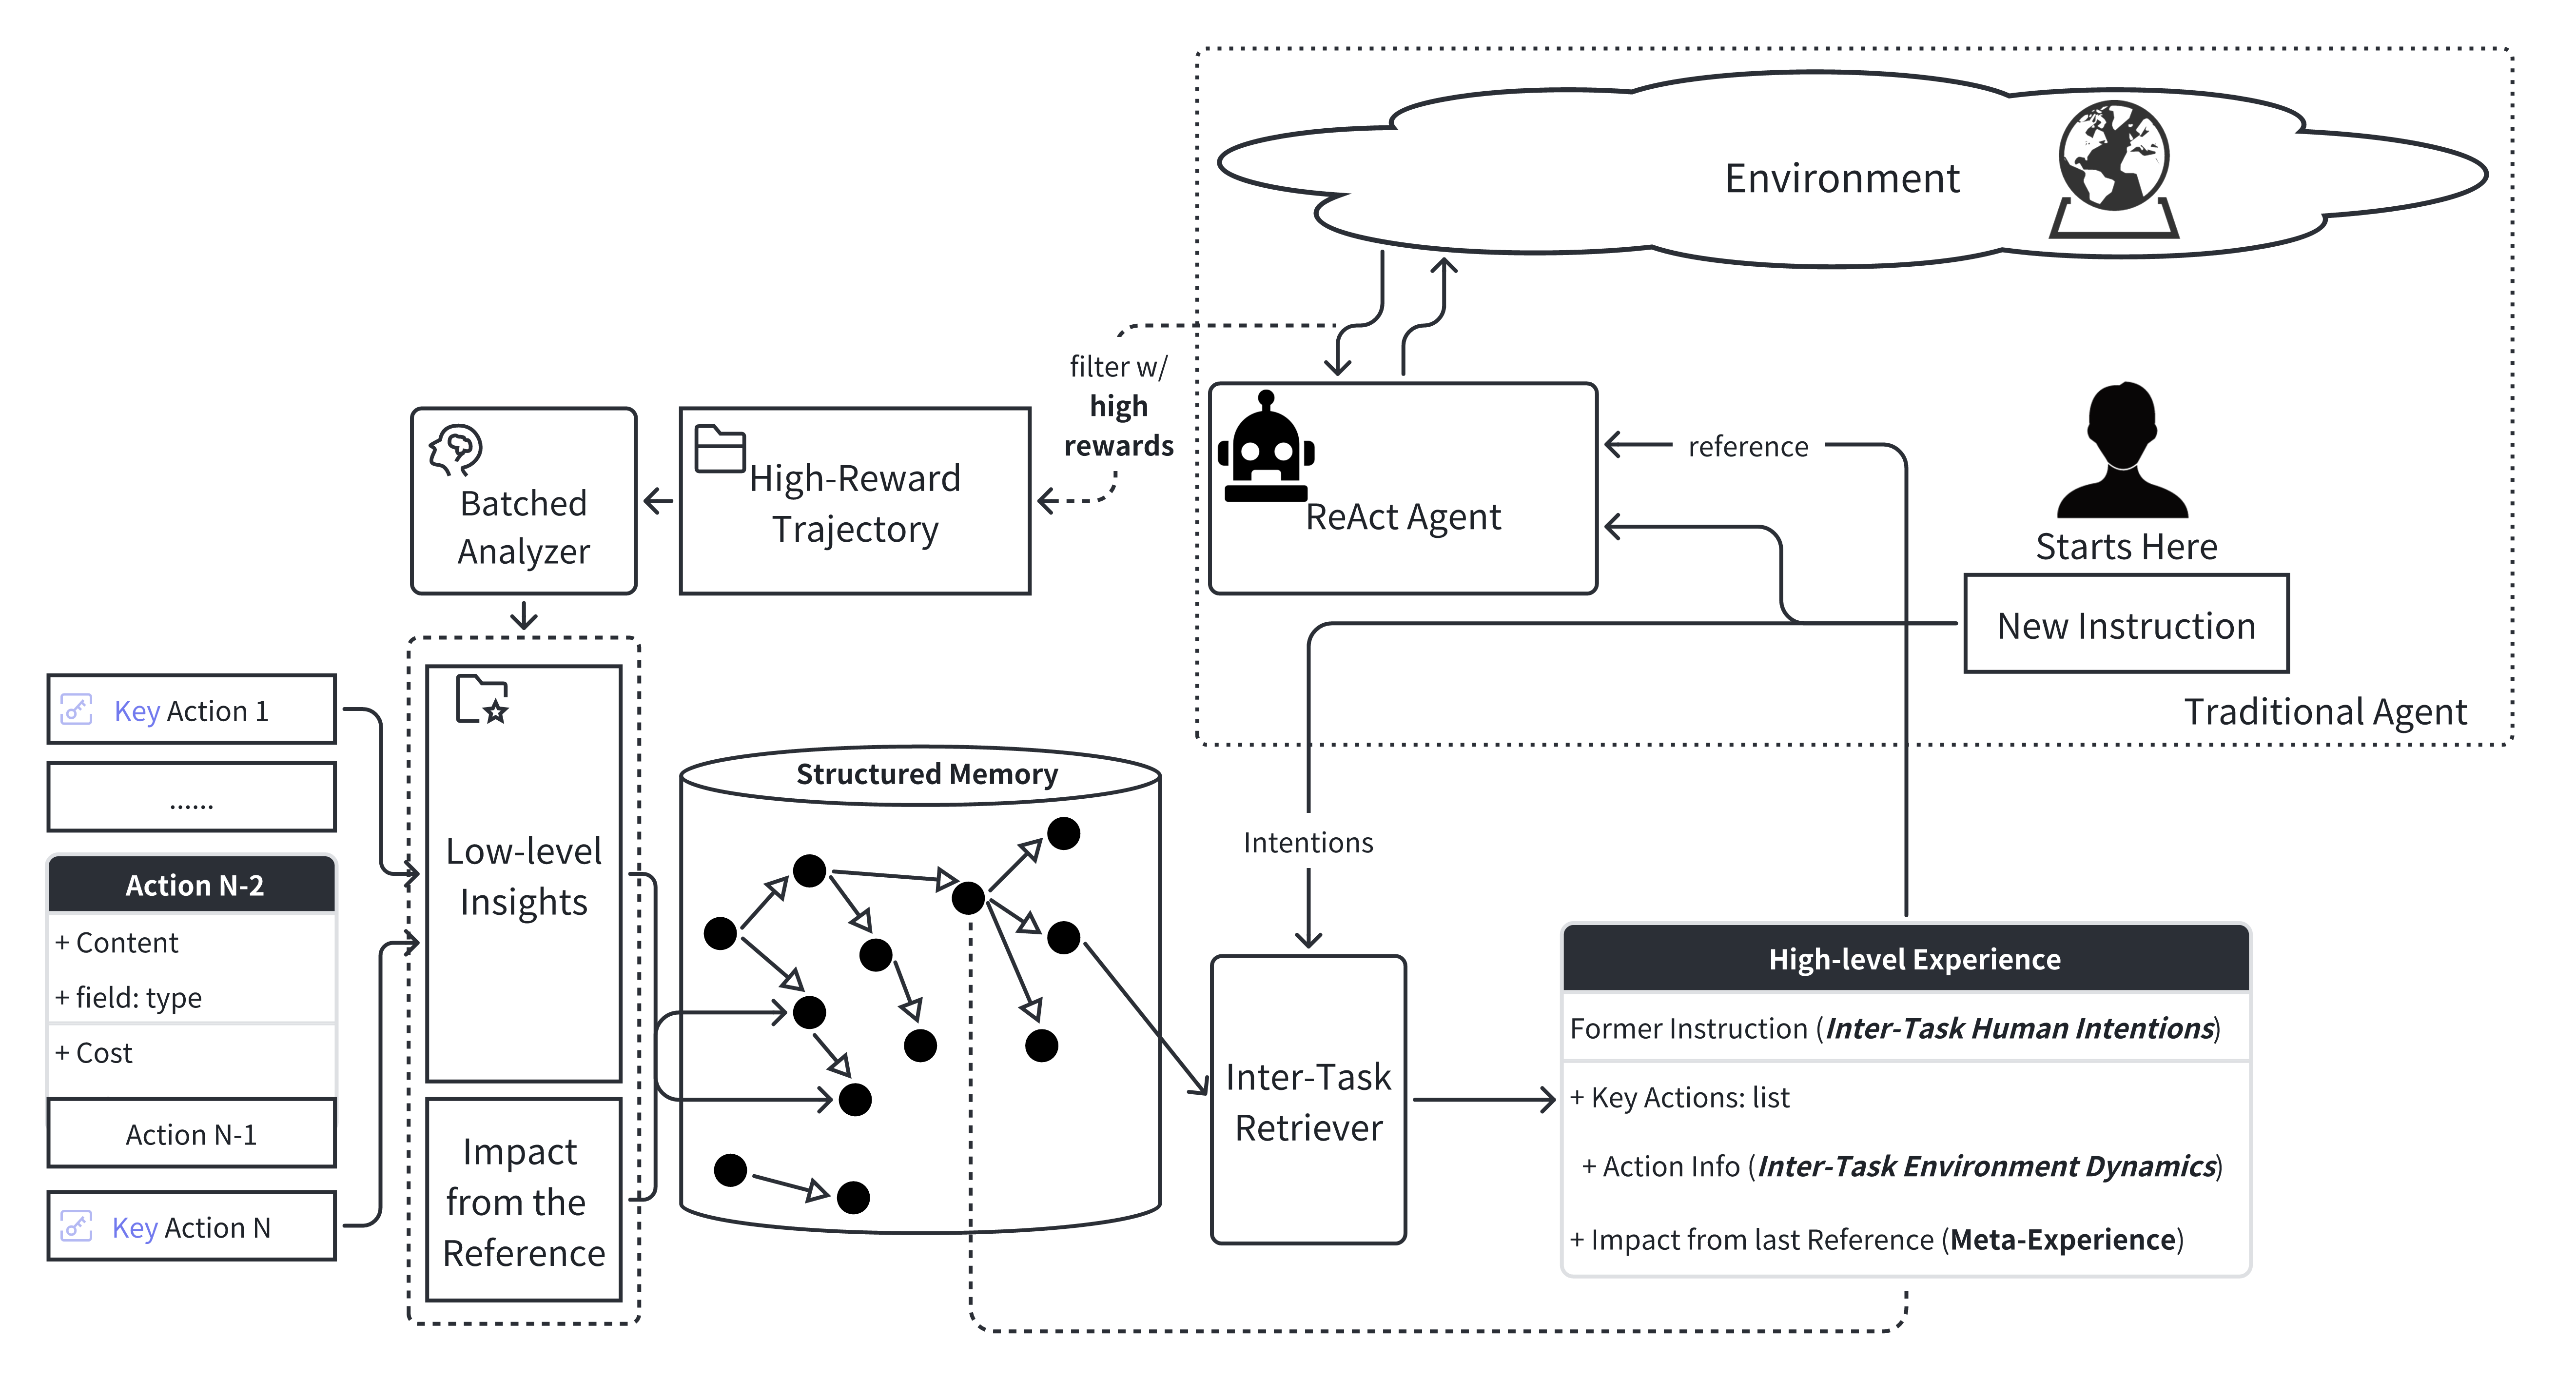 Environment
filter w/
high
rewards
Batched
Analyzer
High-Reward
Trajectory
ReAct Agent
reference
Starts Here
New Instruction
Traditional Agent
Key Action 1
......
Action N-2
+ Content
+ field: type
+ Cost
Action N-1
Key Action N
Low-level
Insights
Impact
from the
Reference
Structured Memory
Intentions
Inter-Task
Retriever
High-level Experience
Former Instruction (Inter-Task Human Intentions)
+ Key Actions: list
+ Action Info (Inter-Task Environment Dynamics)
+ Impact from last Reference (Meta-Experience)